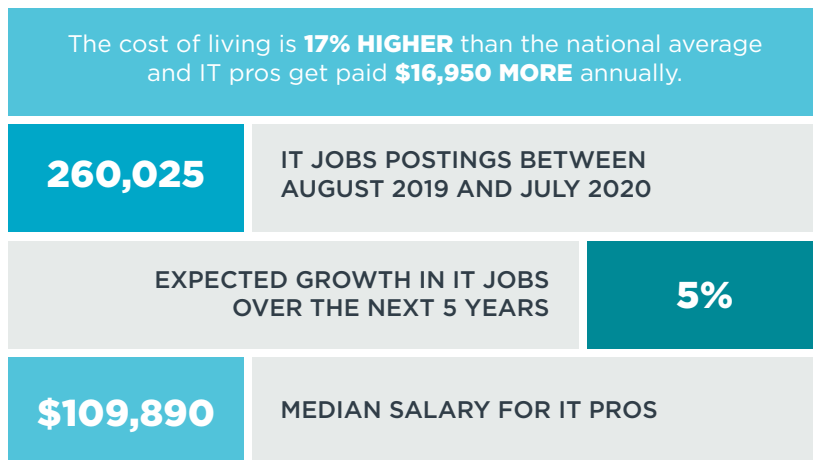 The cost of living is 17% HIGHER than the national average
and IT pros get paid $16,950 MORE annually.
260,025
IT JOBS POSTINGS BETWEEN
AUGUST 2019 AND JULY 2020
EXPECTED GROWTH IN IT JOBS
OVER THE NEXT 5 YEARS
5%
$109,890
MEDIAN SALARY FOR IT PROS